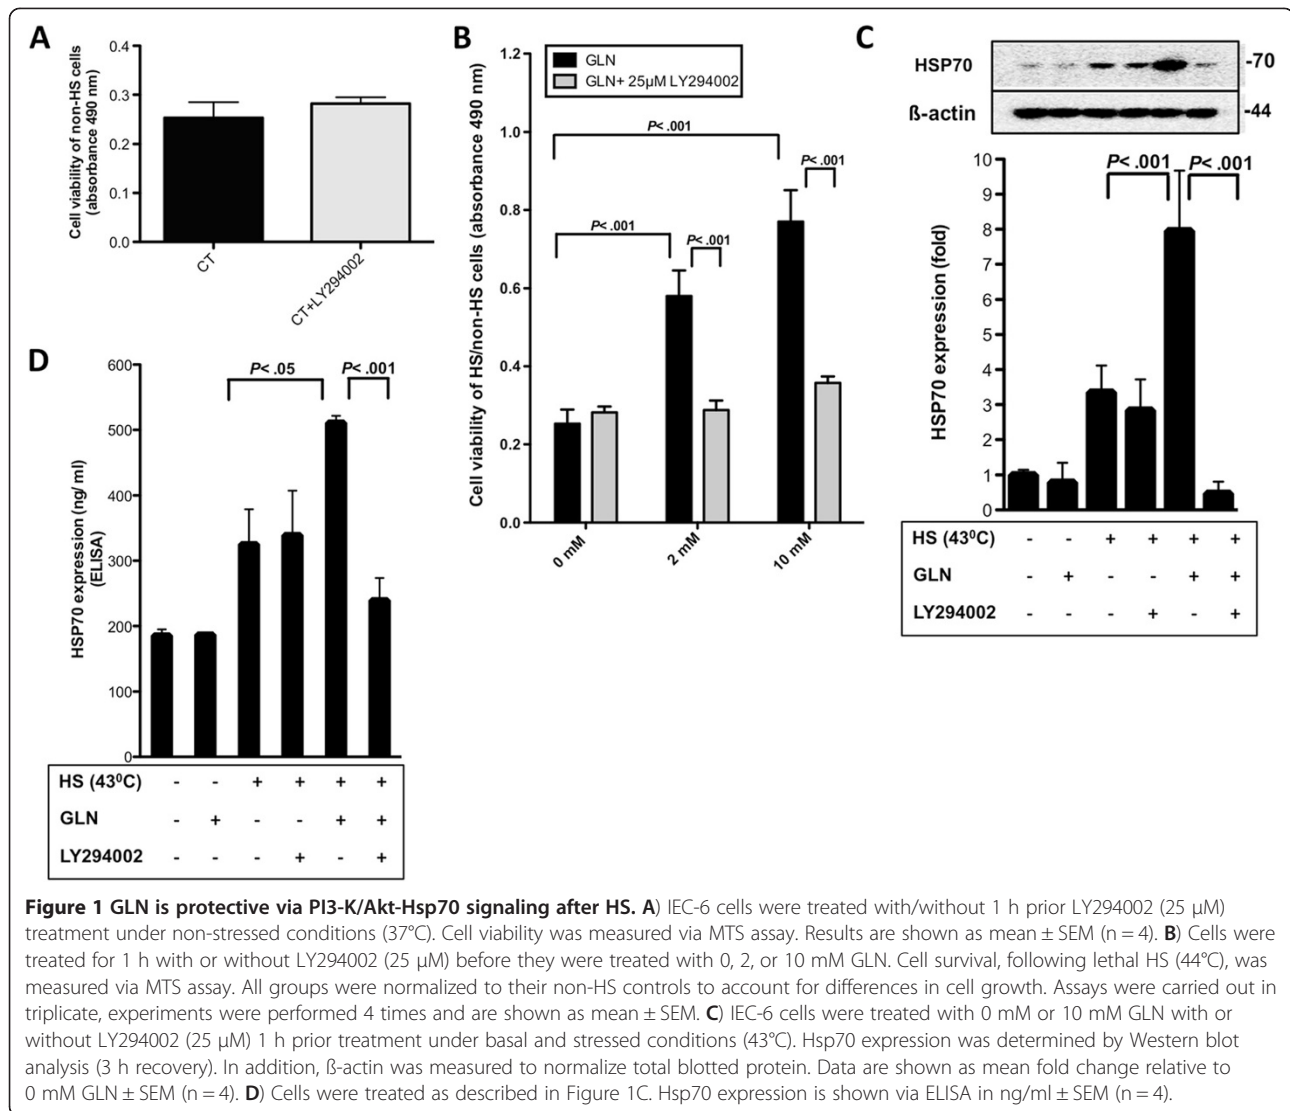 A
Cell viability of non-HS cells
(absorbance 490 nm)
0.4
0.3
0.2
0.1
0.0
CT
CT+LY294002
B
Cell viability of HS/non-HS cells (absorbance 490 nm)
GLN
GLN+ 25µM LY294002
1.2
1.0
0.8
0.6
0.4
0.2
0.0
P< .001
P< .001
P< .001
P< .001
0 mM
2 mM
10 mM
C
HSP70
-70
ß-actin
-44
HSP70 expression (fold)
10
9
8
7
6
5
4
3
2
1
0
P< .001
P< .001
HS (43⁰C) - - + + + +
GLN - + - - + +
LY294002 - - - + - +
D
HSP70 expression (ng/ ml)
(ELISA)
600
500
400
300
200
100
0
P< .05
P< .001
HS (43⁰C) - - + + + +
GLN - + - - + +
LY294002 - - - + - +
Figure 1 GLN is protective via PI3-K/Akt-Hsp70 signaling after HS. A) IEC-6 cells were treated with/without 1 h prior LY294002 (25 μM)
treatment under non-stressed conditions (37°C). Cell viability was measured via MTS assay. Results are shown as mean ± SEM (n = 4). B) Cells were
treated for 1 h with or without LY294002 (25 μM) before they were treated with 0, 2, or 10 mM GLN. Cell survival, following lethal HS (44°C), was
measured via MTS assay. All groups were normalized to their non-HS controls to account for differences in cell growth. Assays were carried out in
triplicate, experiments were performed 4 times and are shown as mean ± SEM. C) IEC-6 cells were treated with 0 mM or 10 mM GLN with or
without LY294002 (25 μM) 1 h prior treatment under basal and stressed conditions (43°C). Hsp70 expression was determined by Western blot
analysis (3 h recovery). In addition, ß-actin was measured to normalize total blotted protein. Data are shown as mean fold change relative to
0 mM GLN ± SEM (n = 4). D) Cells were treated as described in Figure 1C. Hsp70 expression is shown via ELISA in ng/ml ± SEM (n = 4).